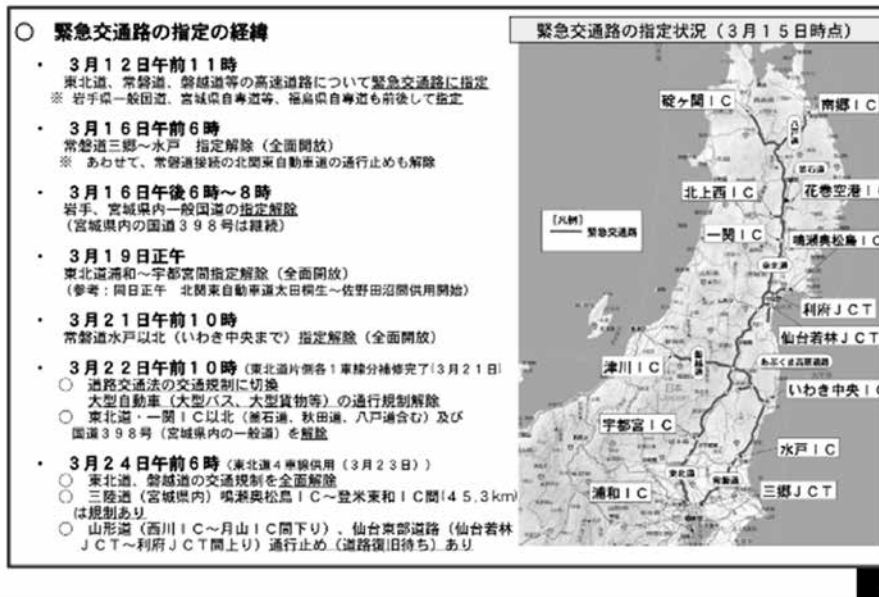 ○ 緊急交通路の指定の経緯
・ 3月12日午前11時
東北道、常磐道、磐越道等の高速道路について緊急交通路に指定
※ 岩手県一般国道、宮城県自専道等、福島県自専道も前後して指定
・ 3月16日午前6時
常磐道三郷～水戸 指定解除（全面開放）
※ あわせて、常磐道接続の北関東自動車道の通行止めも解除
・ 3月16日午後6時～8時
岩手、宮城県内一般国道の指定解除
（宮城県内の国道398号は継続）
・ 3月19日正午
東北道浦和～宇都宮間指定解除（全面開放）
（参考：同日正午 北関東自動車道太田桐生～佐野田沼間供用開始）
・ 3月21日午前10時
常磐道水戸以北（いわき中央まで）指定解除（全面開放）
・ 3月22日午前10時（東北道片側各1車線分補修完了（3月21日）
○ 道路交通法の交通規制に切換
大型自動車（大型バス、大型貨物等）の通行規制解除
○ 東北道・一関IC以北（釜石道、秋田道、八戸道含む）及び
国道398号（宮城県内の一般道）を解除
・ 3月24日午前6時（東北道4車線供用（3月23日））
○ 東北道、磐越道の交通規制を全面解除
○ 三陸道（宮城県内）鳴瀬奥松島IC～登米東和IC間(45.3km)
は規制あり
○ 山形道（西川IC～月山IC間下り）、仙台東部道路（仙台若林
JCT～利府JCT間上り）通行止め（道路復旧待ち）あり
緊急交通路の指定状況（3月15日時点）
碇ヶ関IC
南郷IC
八戸道
釜石道
北上西IC
花巻空港I
[凡例]
緊急交通路
一関IC
鳴瀬奥松島IC
東北道
利府JCT
仙台若林JCT
津川IC
磐越道
あぶくま高原道路
いわき中央IC
宇都宮IC
水戸IC
東北道
常磐道
浦和IC
三郷JCT